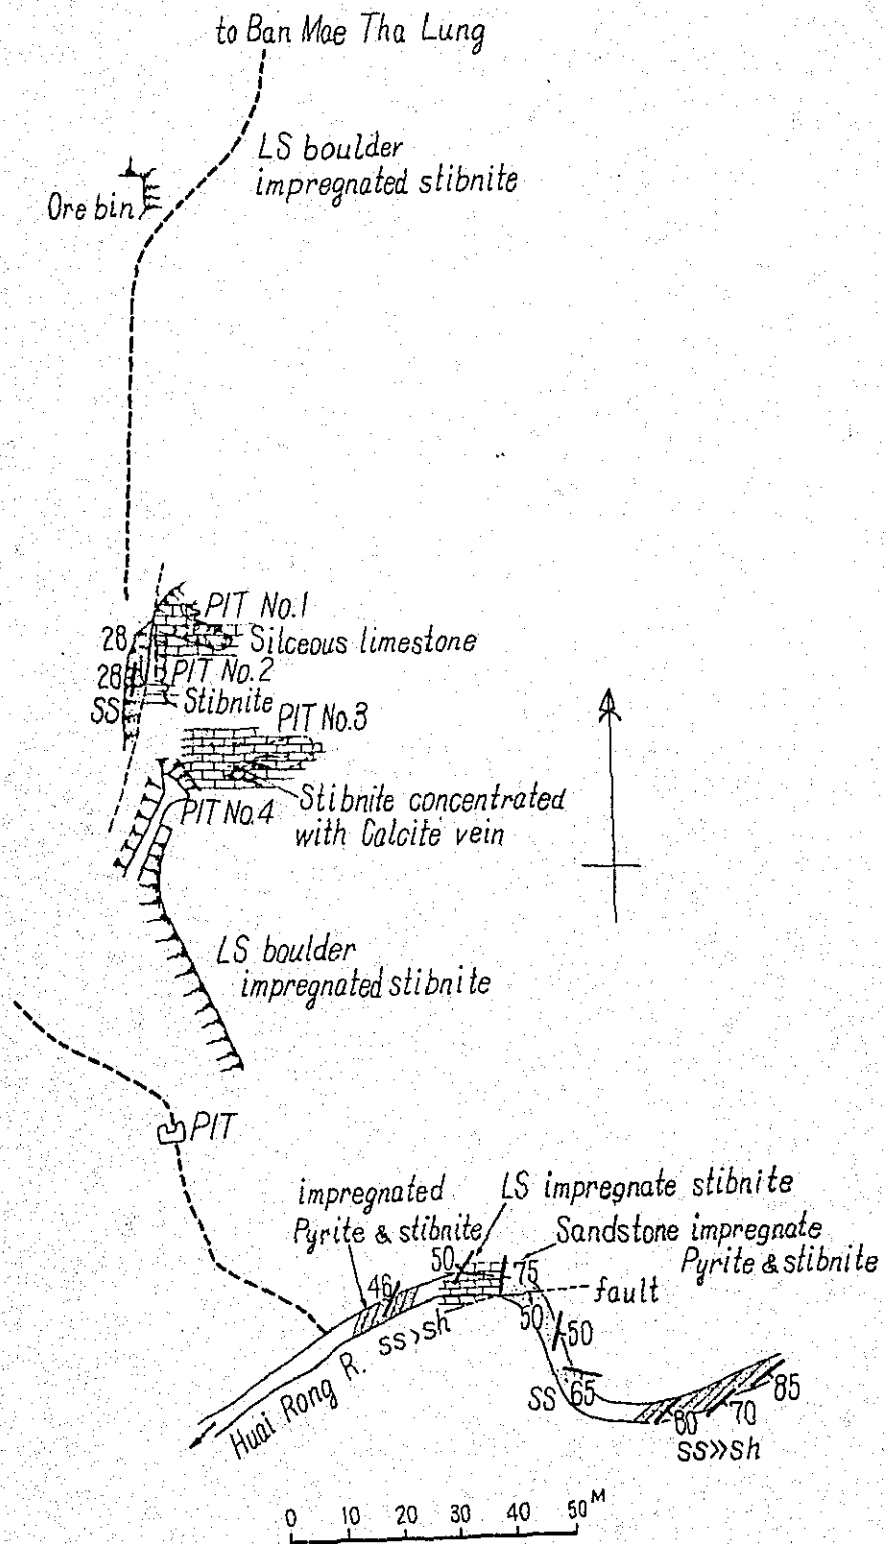 to Ban Mae Tha Lung
LS boulder
impregnated stibnite
Ore bin
PIT No.1
28
Silceous limestone
28
PIT No.2
SS
Stibnite
PIT No.3
Stibnite concentrated
with Calcite vein
PIT No.4
LS boulder
impregnated stibnite
PIT
impregnated
Pyrite & stibnite
LS impregnate stibnite
Sandstone impregnate
Pyrite & stibnite
50
75
46
fault
ss>sh
50
50
Huai Rong R.
SS
65
80
70
85
ss»sh
0 10 20 30 40 50 M